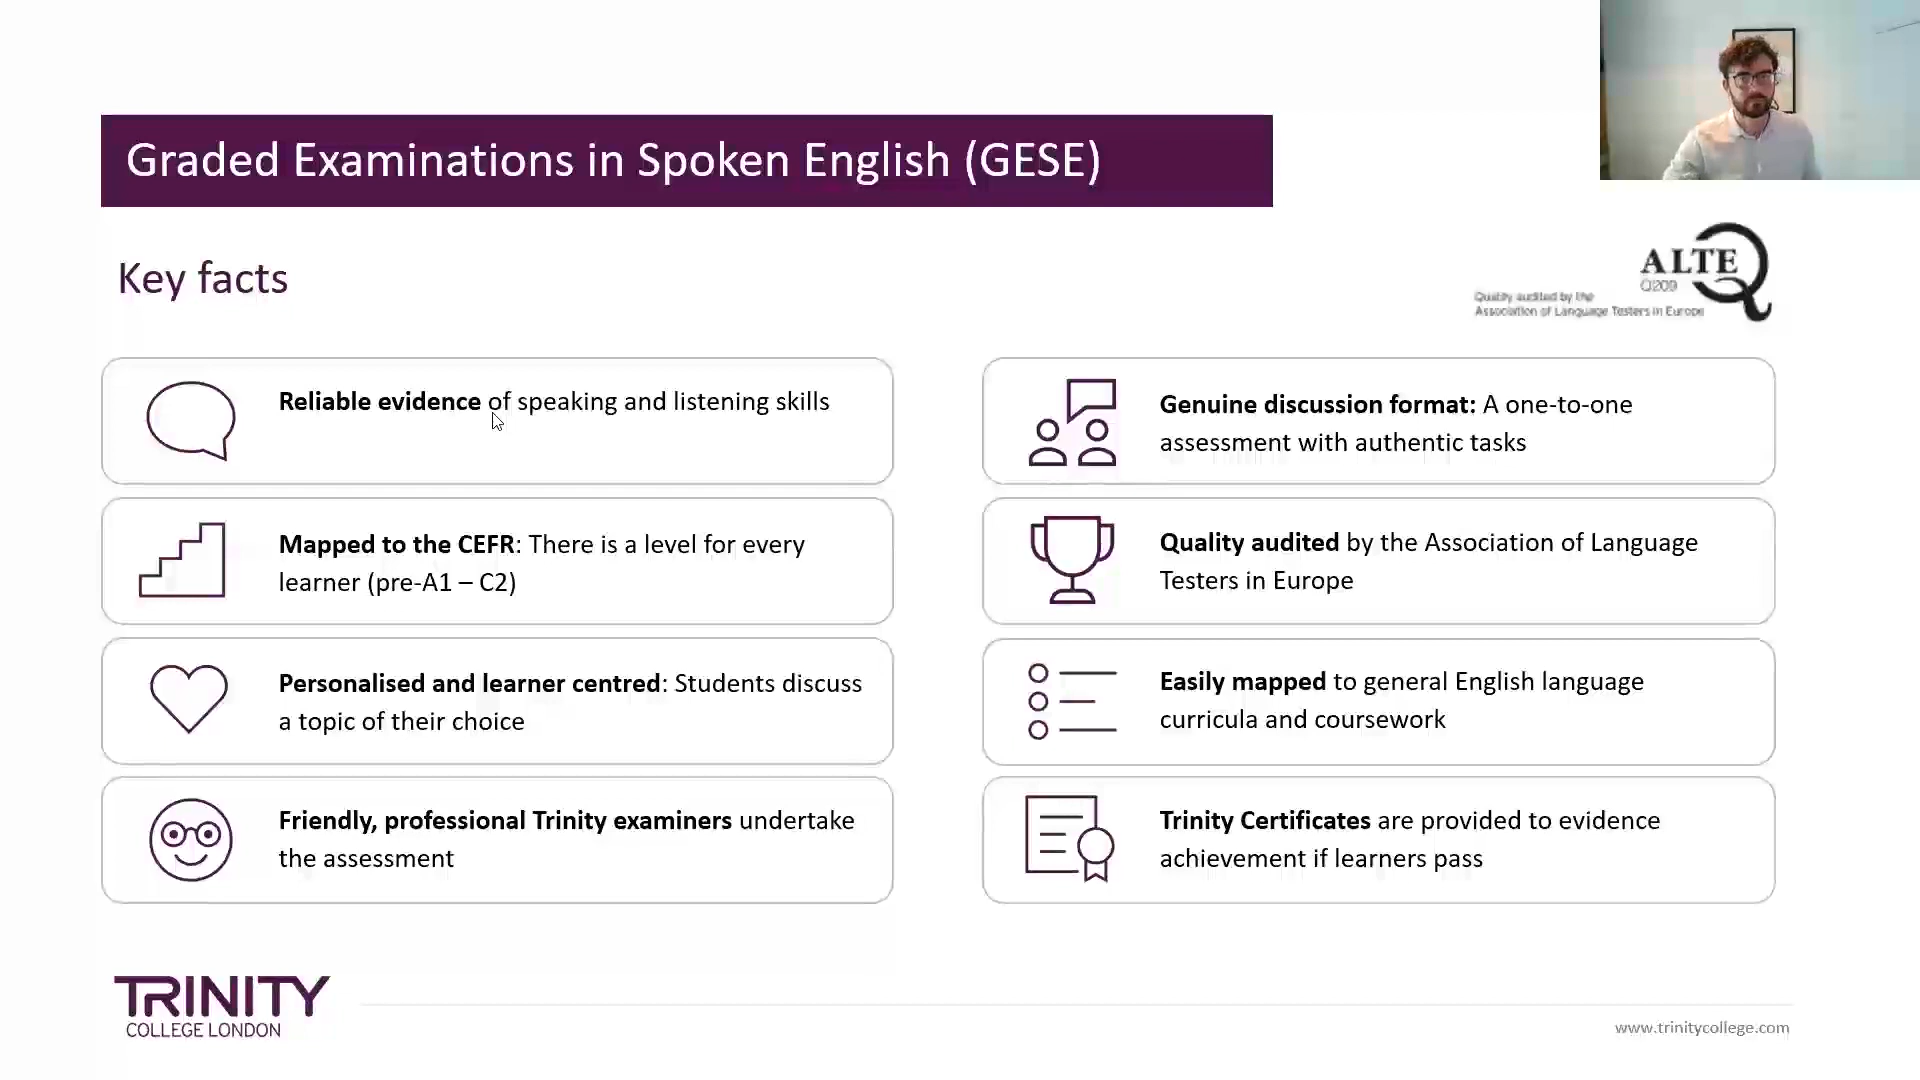 Graded Examinations in Spoken English (GESE)
Key facts
ALTE
Q209
Quality audited by the
Association of Language Testers in Europe
Reliable evidence of speaking and listening skills
Genuine discussion format: A one-to-one
assessment with authentic tasks
Mapped to the CEFR: There is a level for every
learner (pre-A1 – C2)
Quality audited by the Association of Language
Testers in Europe
Personalised and learner centred: Students discuss
a topic of their choice
Easily mapped to general English language
curricula and coursework
Friendly, professional Trinity examiners undertake
the assessment
Trinity Certificates are provided to evidence
achievement if learners pass
TRINITY
COLLEGE LONDON
www.trinitycollege.com